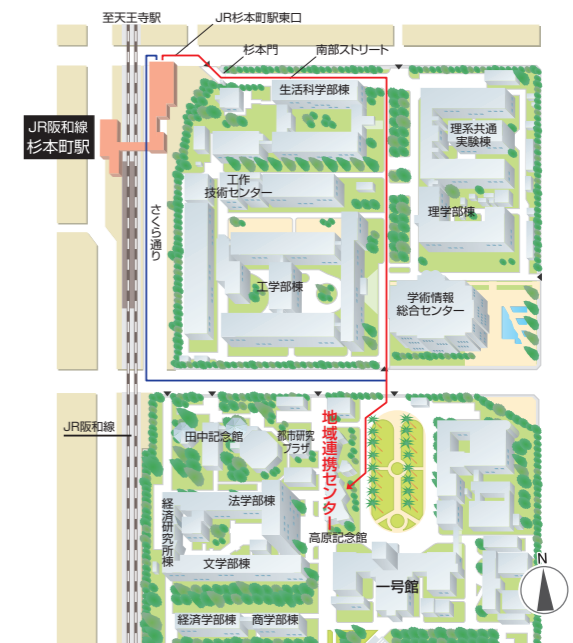 至天王寺駅
JR杉本町駅東口
杉本門
南部ストリート
生活科学部棟
JR阪和線
杉本町駅
理系共通
実験棟
工作
技術センター
理学部棟
さくら通り
工学部棟
学術情報
総合センター
JR阪和線
田中記念館
都市研究
プラザ
地域連携センター
法学部棟
経済研究所棟
高原記念館
文学部棟
一号館
N
経済学部棟
商学部棟